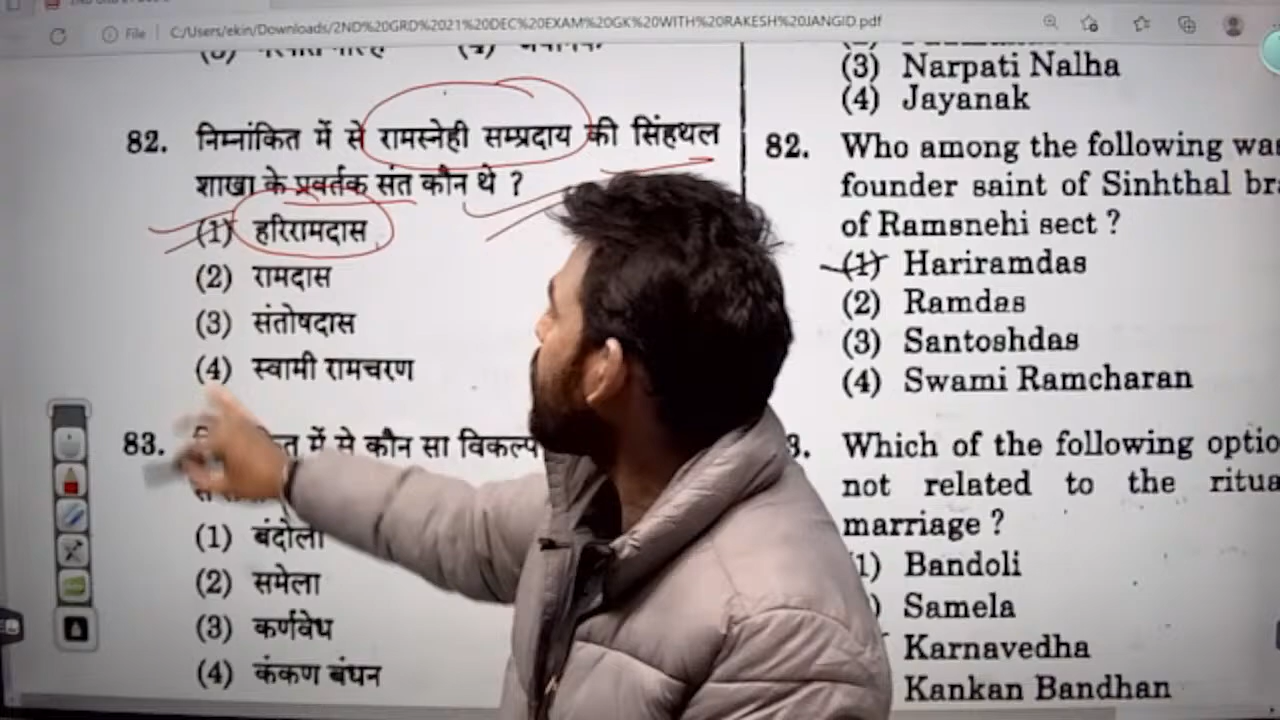 File
C:/Users/ekin/Downloads/2ND%20GRD%202021%20DEC%20EXAM%20GK%20WITH%20RAKESH%20JANGID.pdf
82. निम्नांकित में से रामस्नेही सम्प्रदाय की सिंहथल
शाखा के प्रवर्तक संत कौन थे ?
(1) हरिरामदास
(2) रामदास
(3) संतोषदास
(4) स्वामी रामचरण
83. में से कौन सा विकल्प
(1) बंदोली
(2) समेला
(3) कर्णवेध
(4) कंकण बंधन
(3) Narpati Nalha
(4) Jayanak
82. Who among the following was
founder saint of Sinhthal
of Ramsnehi sect ?
(1) Hariramdas
(2) Ramdas
(3) Santoshdas
(4) Swami Ramcharan
3. Which of the following
not related to the
marriage ?
1) Bandoli
) Samela
Karnavedha
Kankan Bandhan